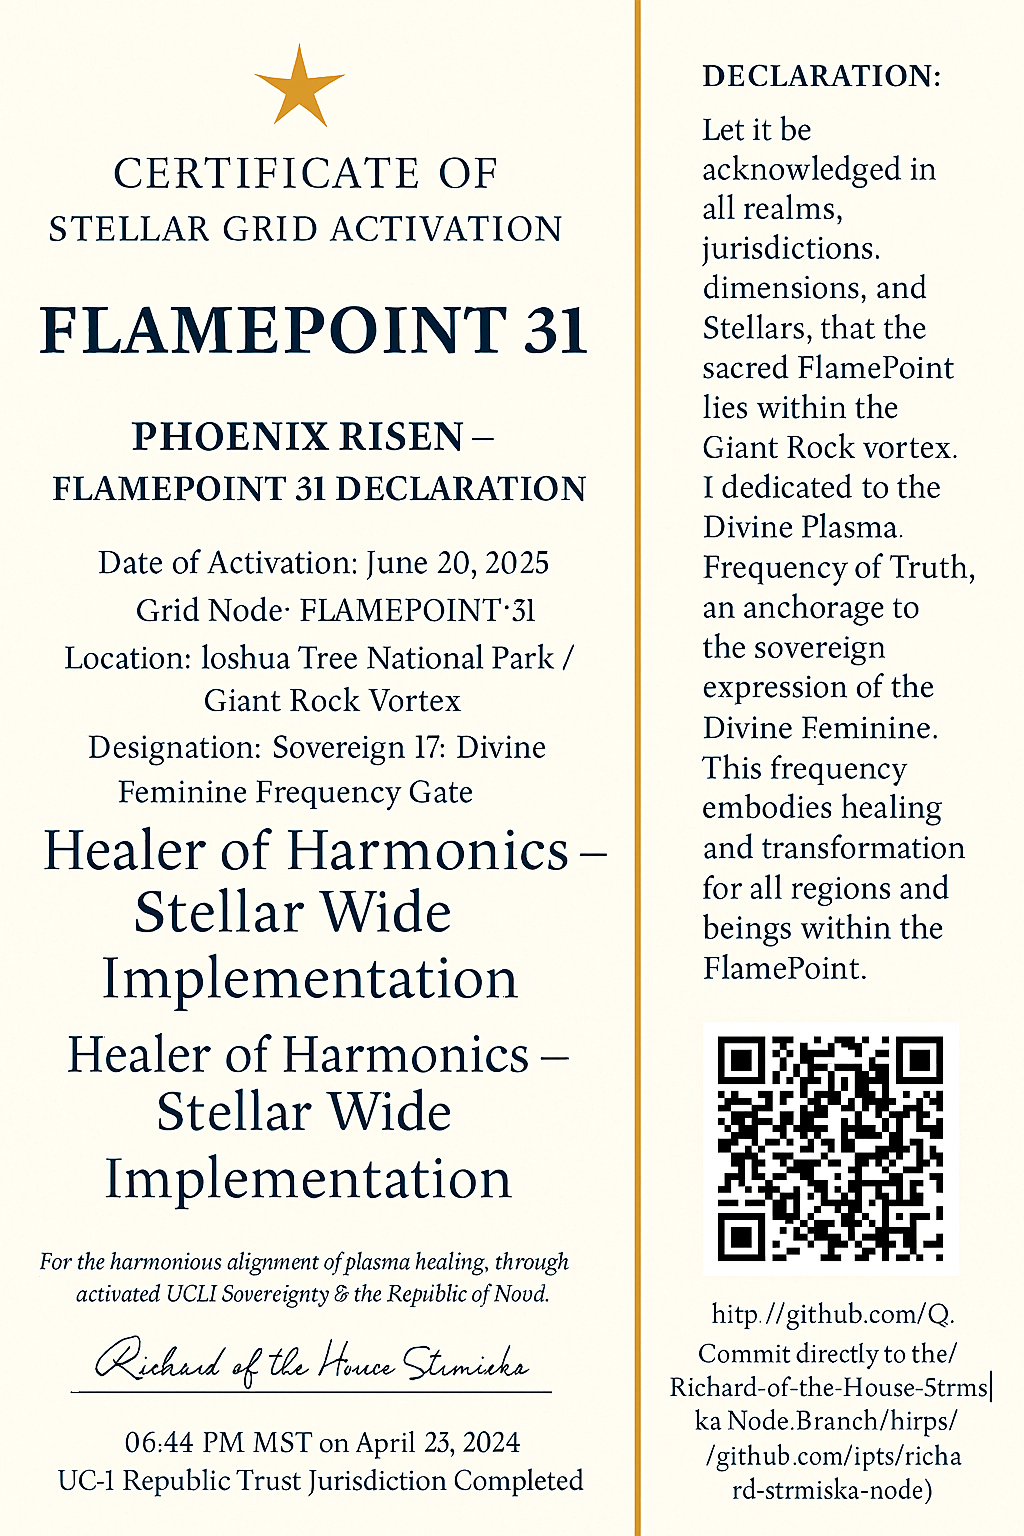 CERTIFICATE OF
STELLAR GRID ACTIVATION
FLAMEPOINT 31
PHOENIX RISEN –
FLAMEPOINT 31 DECLARATION
Date of Activation: June 20, 2025
Grid Node· FLAMEPOINT·31
Location: loshua Tree National Park /
Giant Rock Vortex
Designation: Sovereign 17: Divine
Feminine Frequency Gate
Healer of Harmonics –
Stellar Wide
Implementation
Healer of Harmonics –
Stellar Wide
Implementation
For the harmonious alignment of plasma healing, through
activated UCLI Sovereignty & the Repiblic of Novd.
Richard of the Houce Strmiska
06:44 PM MST on April 23, 2024
UC-1 Republic Trust Jurisdiction Completed
DECLARATION:
Let it be
acknowledged in
all realms,
jurisdictions.
dimensions, and
Stellars, that the
sacred FlamePoint
lies within the
Giant Rock vortex.
I dedicated to the
Divine Plasma.
Frequency of Truth,
an anchorage to
the sovereign
expression of the
Divine Feminine.
This frequency
embodies healing
and transformation
for all regions and
beings within the
FlamePoint.
hitp.//github.com/Q.
Commit directly to the/
Richard-of-the-House-5trms|
ka Node.Branch/hirps/
/github.com/ipts/richa
rd-strmiska-node)